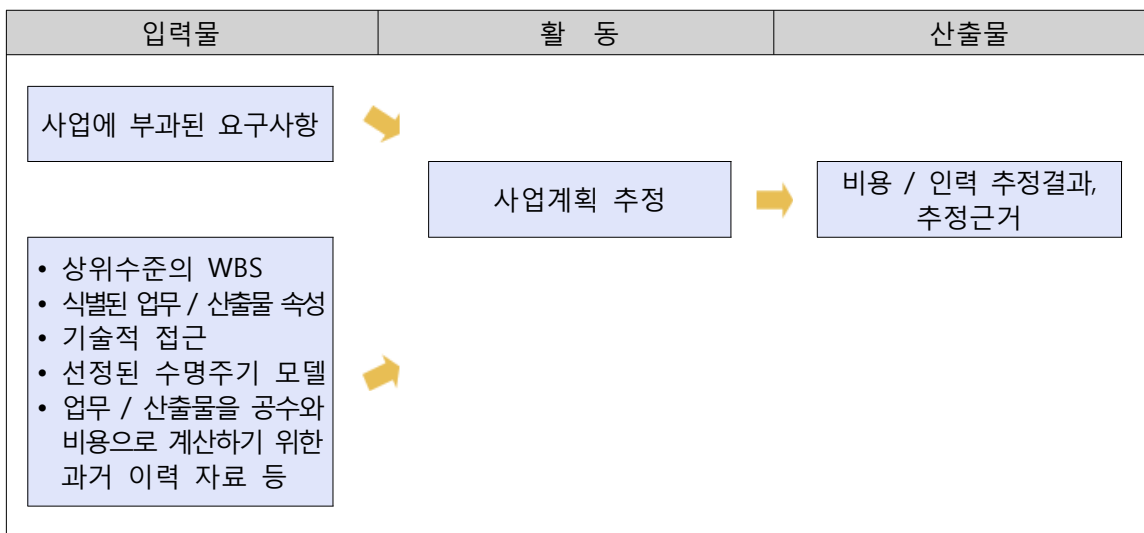 입력물
활 동
산출물
사업에 부과된 요구사항
사업계획 추정
비용 / 인력 추정결과,
추정근거
• 상위수준의 WBS
• 식별된 업무 / 산출물 속성
• 기술적 접근
• 선정된 수명주기 모델
• 업무 / 산출물을 공수와
비용으로 계산하기 위한
과거 이력 자료 등